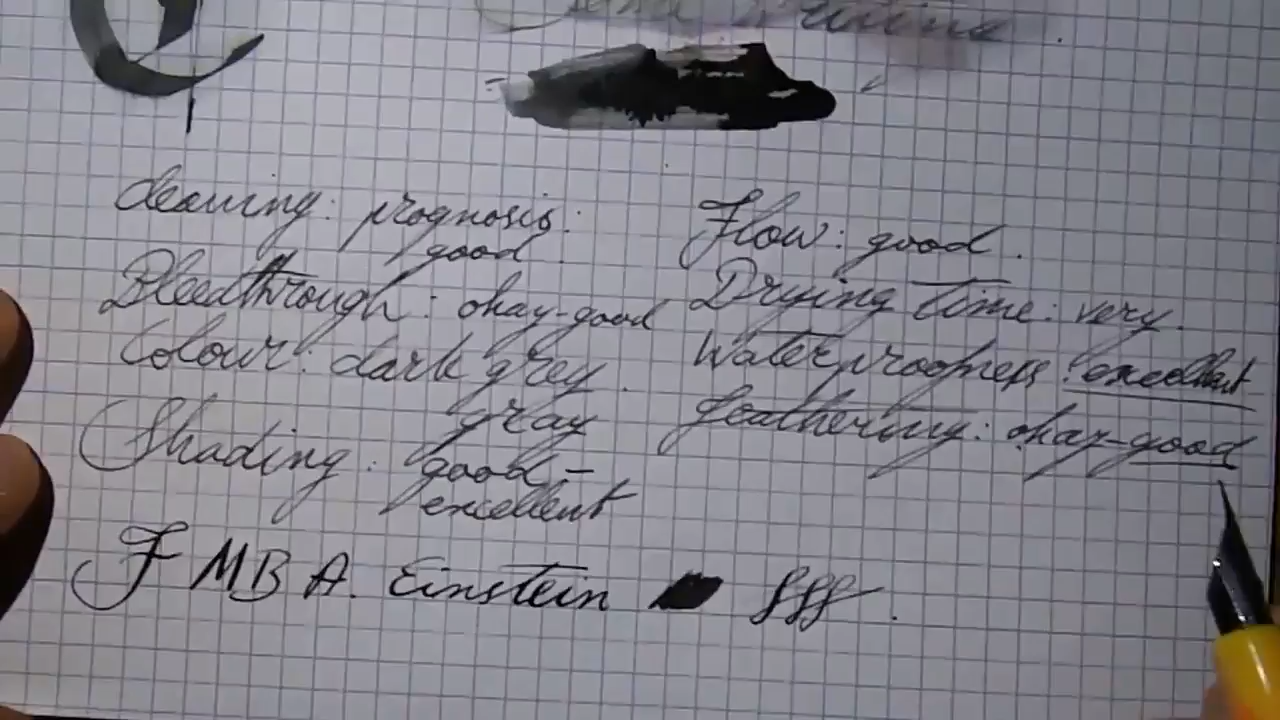 Cleaning: prognosis:
good.
Bleedthrough: okay-good
Colour: dark grey.
gray
Shading: good-
excellent
Flow: good.
Drying time: very.
Waterproofness: excellent
feathering: okay-good
F MB A. Einstein fff.